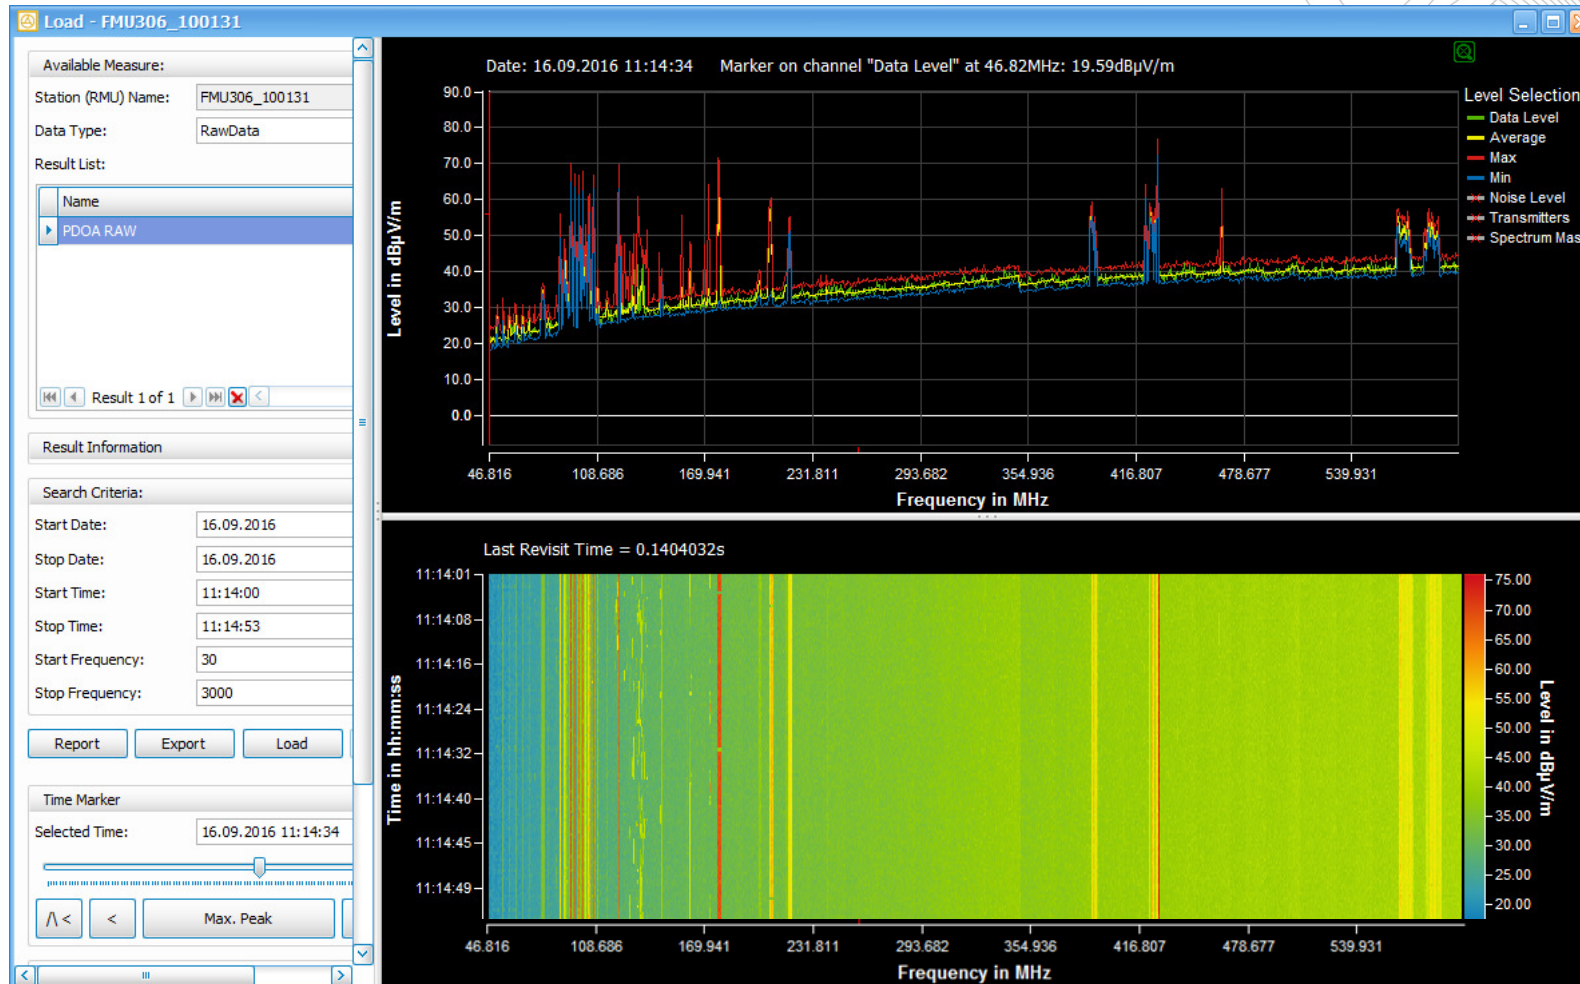 Load - FMU306_100131
Available Measure:
Station (RMU) Name: FMU306_100131
Data Type: RawData
Result List:
Name
PDOA RAW
Result 1 of 1
Result Information
Search Criteria:
Start Date: 16.09.2016
Stop Date: 16.09.2016
Start Time: 11:14:00
Stop Time: 11:14:53
Start Frequency: 30
Stop Frequency: 3000
Report Export Load
Time Marker
Selected Time: 16.09.2016 11:14:34
/\ < < Max. Peak
Date: 16.09.2016 11:14:34 Marker on channel "Data Level" at 46.82MHz: 19.59dBµV/m
Level in dBµV/m
90.0
80.0
70.0
60.0
50.0
40.0
30.0
20.0
10.0
0.0
46.816 108.686 169.941 231.811 293.682 354.936 416.807 478.677 539.931
Frequency in MHz
Level Selection
Data Level
Average
Max
Min
Noise Level
Transmitters
Spectrum Mas
Last Revisit Time = 0.1404032s
Time in hh:mm:ss
11:14:01
11:14:08
11:14:16
11:14:24
11:14:32
11:14:40
11:14:45
11:14:49
46.816 108.686 169.941 231.811 293.682 354.936 416.807 478.677 539.931
Frequency in MHz
75.00
70.00
65.00
60.00
55.00
50.00
45.00
40.00
35.00
30.00
25.00
20.00
Level in dBµV/m